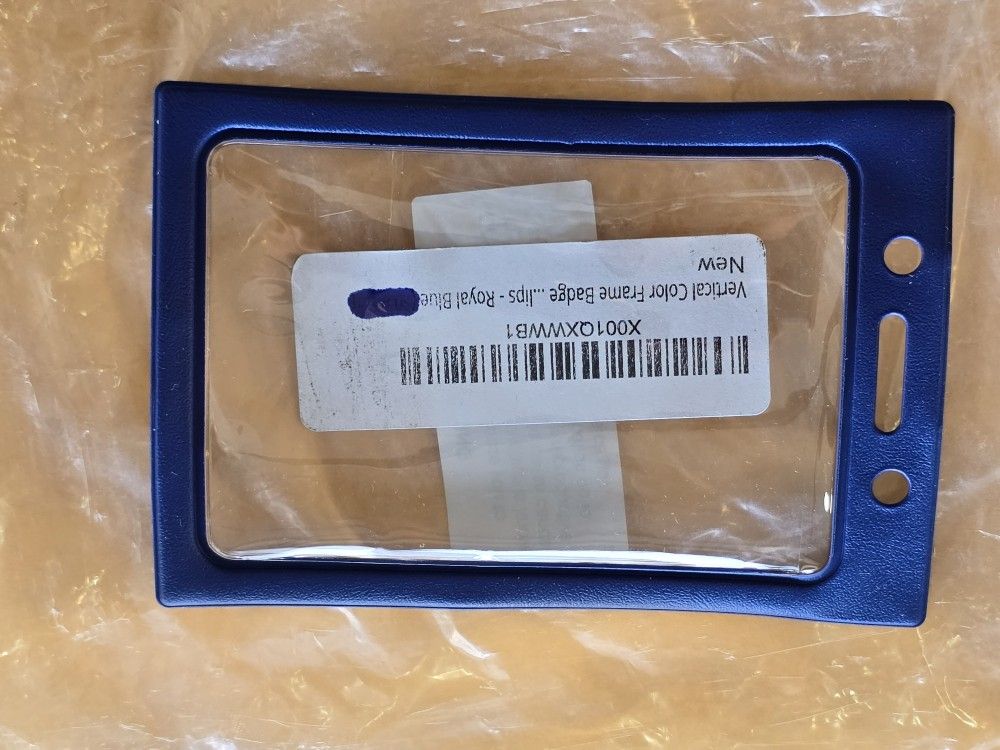 X001QXWWB1
Vertical Color Frame Badge ...lips - Royal Blue
New